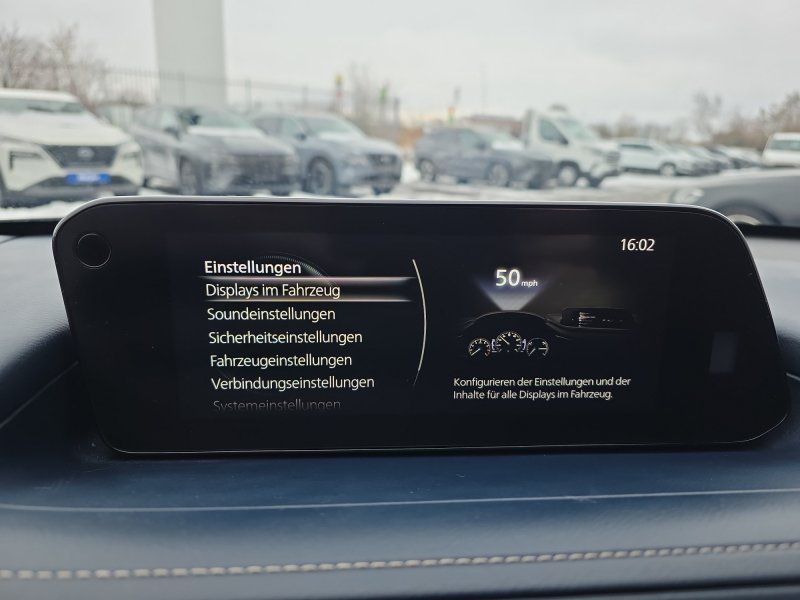 16:02
Einstellungen
Displays im Fahrzeug
Soundeinstellungen
Sicherheitseinstellungen
Fahrzeugeinstellungen
Verbindungseinstellungen
Systemeinstellungen
50 mph
Konfigurieren der Einstellungen und der
Inhalte für alle Displays im Fahrzeug.